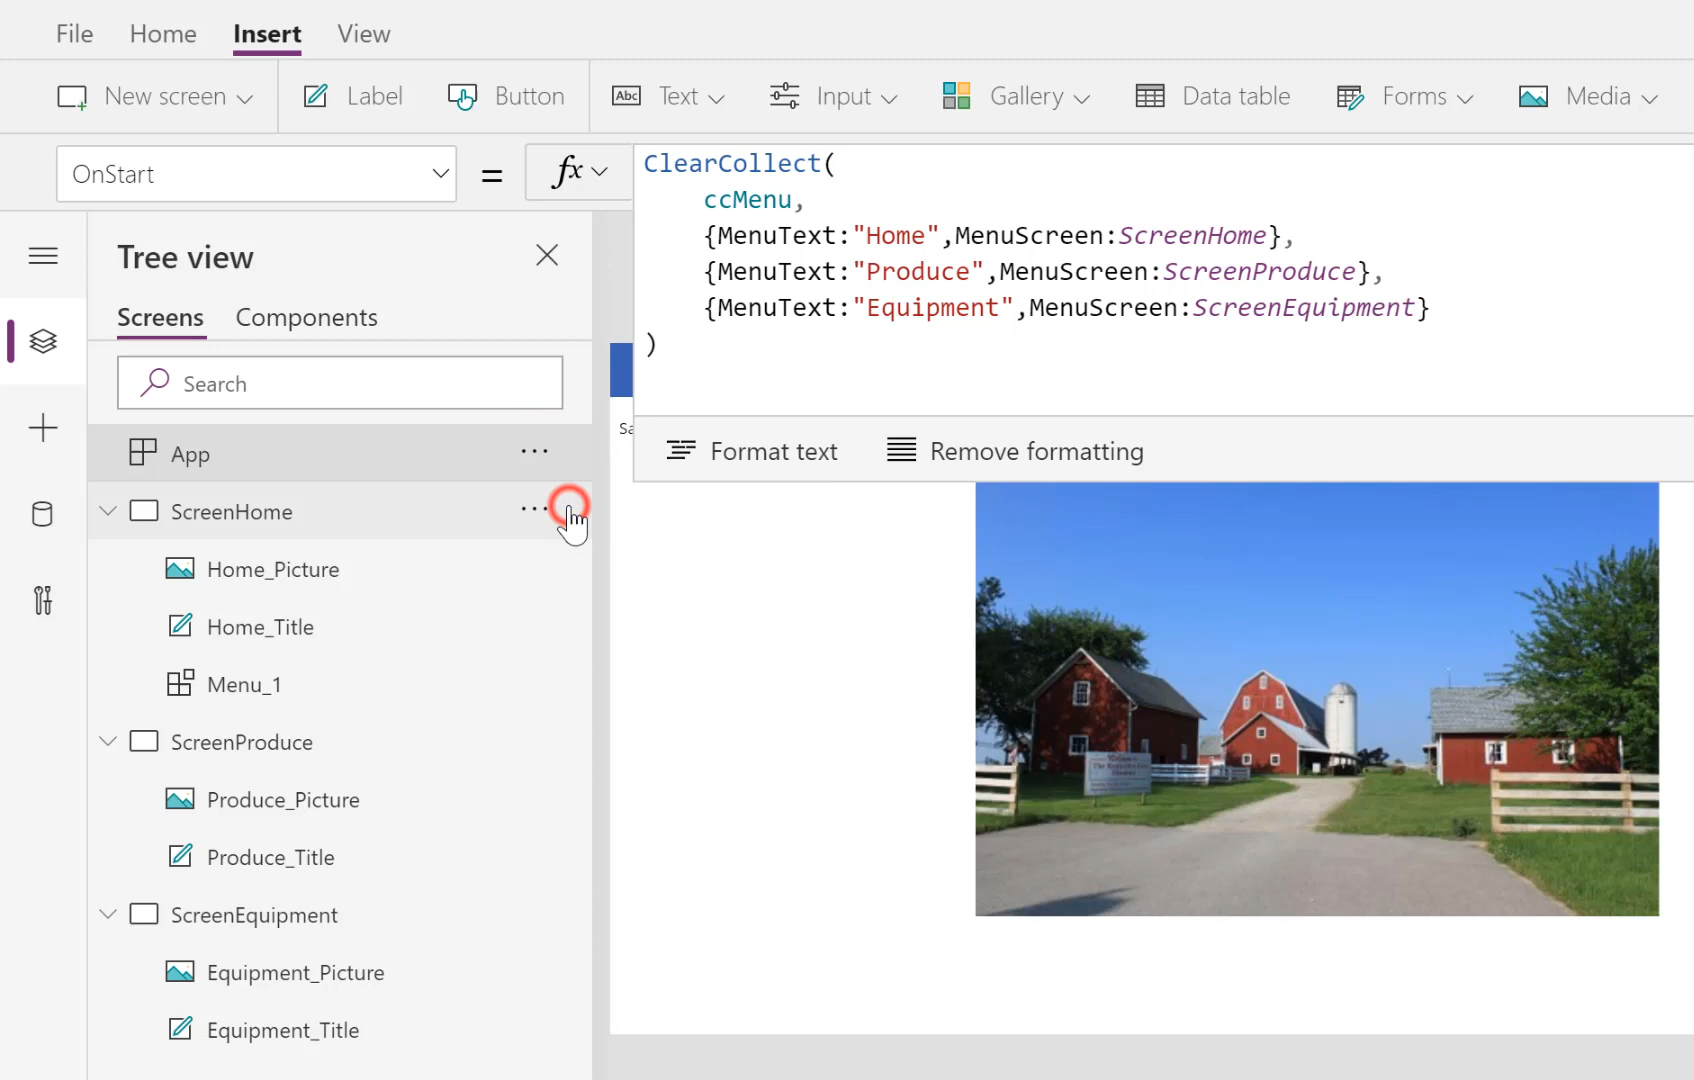 File Home Insert View
New screen Label Button Text Input Gallery Data table Forms Media
Abc
OnStart = fx
ClearCollect(
ccMenu,
{MenuText:"Home",MenuScreen:ScreenHome},
{MenuText:"Produce",MenuScreen:ScreenProduce},
{MenuText:"Equipment",MenuScreen:ScreenEquipment}
)
Format text Remove formatting
Tree view
Screens Components
Search
App
ScreenHome
Home_Picture
Home_Title
Menu_1
ScreenProduce
Produce_Picture
Produce_Title
ScreenEquipment
Equipment_Picture
Equipment_Title